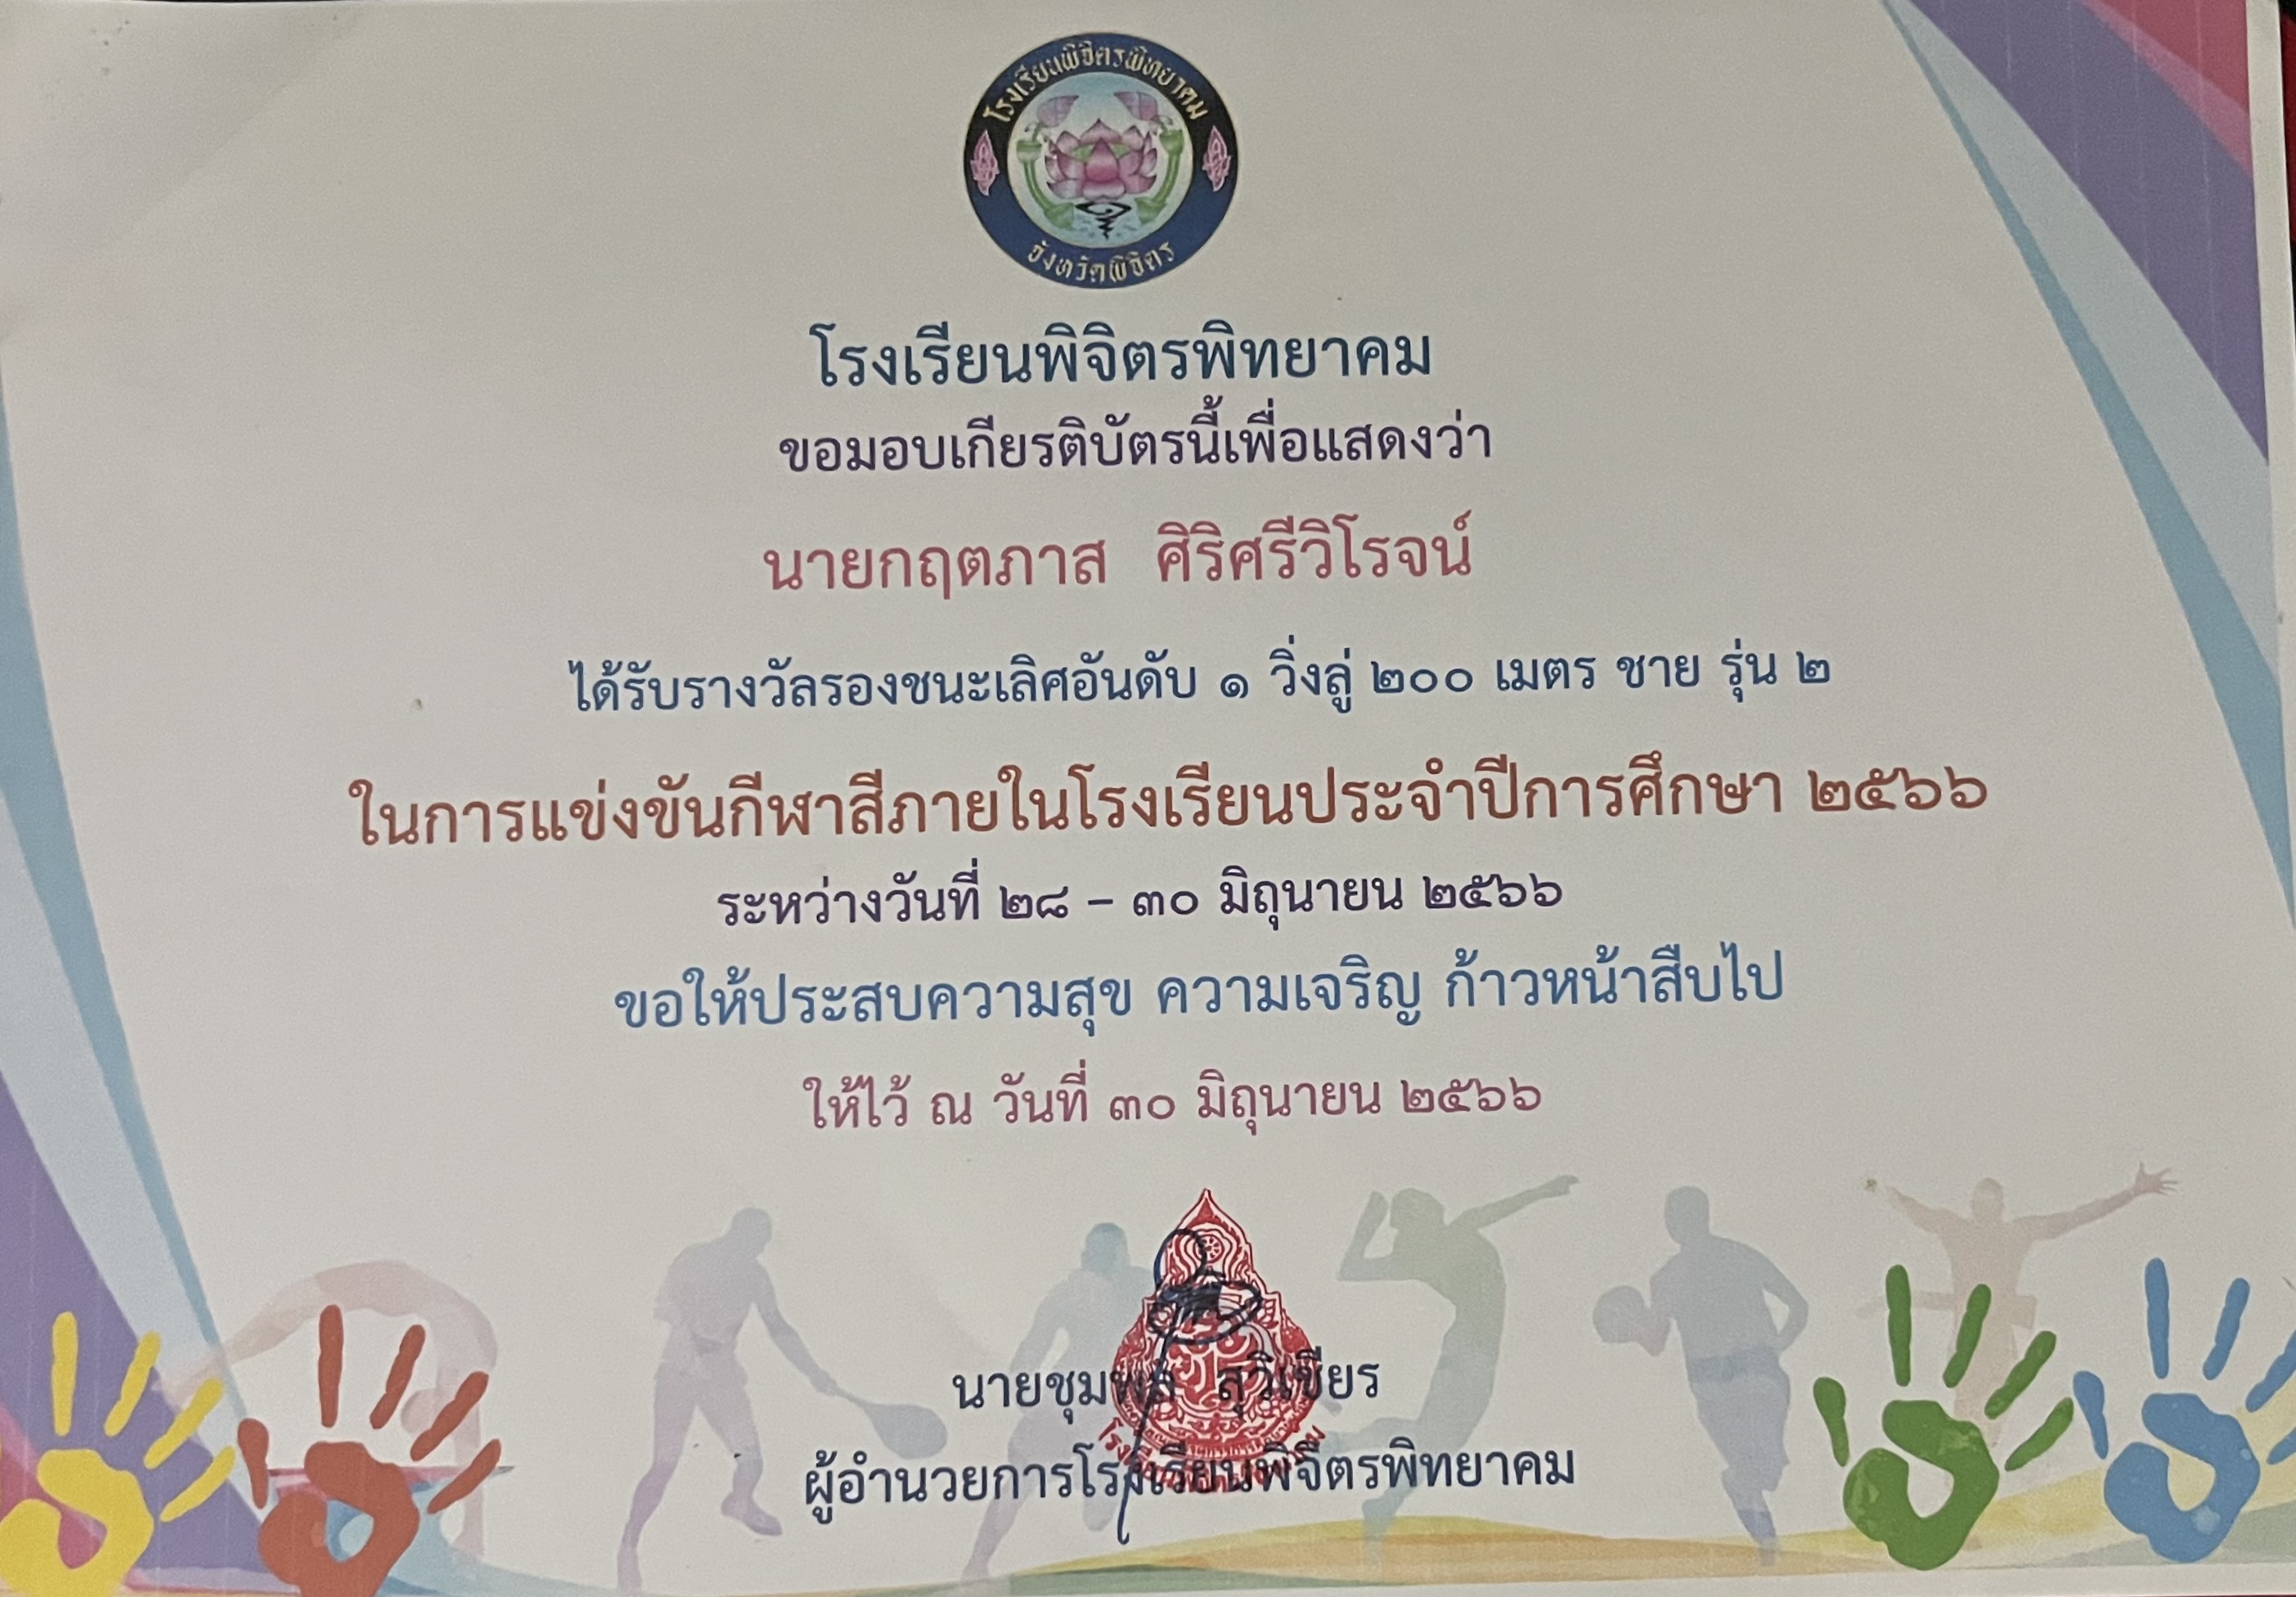 โรงเรียนพิจิตรพิทยาคม
จังหวัดพิจิตร
โรงเรียนพิจิตรพิทยาคม
ขอมอบเกียรติบัตรนี้เพื่อแสดงว่า
นายกฤตภาส ศิริศรีวิโรจน์
ได้รับรางวัลรองชนะเลิศอันดับ ๑ วิ่งลู่ ๒๐๐ เมตร ชาย รุ่น ๒
ในการแข่งขันกีฬาสีภายในโรงเรียนประจำปีการศึกษา ๒๕๖๖
ระหว่างวันที่ ๒๘ – ๓๐ มิถุนายน ๒๕๖๖
ขอให้ประสบความสุข ความเจริญ ก้าวหน้าสืบไป
ให้ไว้ ณ วันที่ ๓๐ มิถุนายน ๒๕๖๖
นายชุมพล สุวิเชียร
ผู้อำนวยการโรงเรียนพิจิตรพิทยาคม